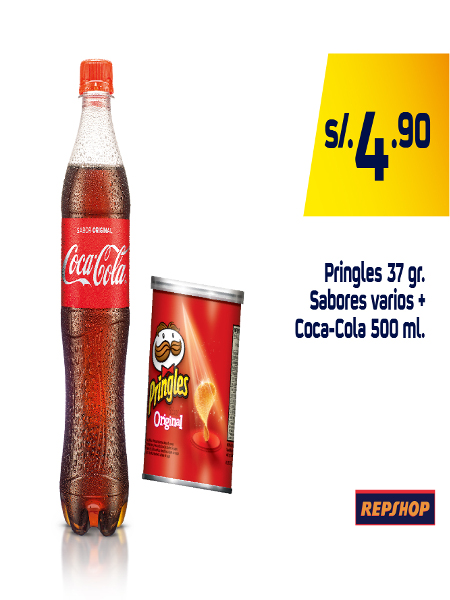 s/.4.90
Pringles 37 gr.
Sabores varios +
Coca-Cola 500 ml.
SABOR ORIGINAL
Coca-Cola
Pringles
Original
REPSHOP